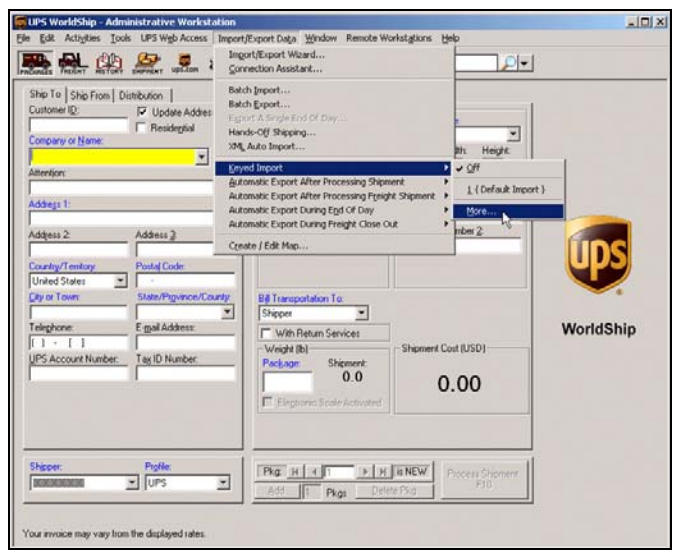 UPS WorldShip - Administrative Workstation
File Edit Activities Tools UPS Web Access Import/Export Data Window Remote Workstations Help
PACKAGES FREIGHT HISTORY SHIPMENT ups.com
Import/Export Wizard...
Connection Assistant...
Batch Import...
Batch Export...
Export A Single End Of Day...
Hands-Off Shipping...
XML Auto Import...
Keyed Import
Automatic Export After Processing Shipment
Automatic Export After Processing Freight Shipment
Automatic Export During End Of Day
Automatic Export During Freight Close Out
Create / Edit Map...
Off
1 { Default Import }
More...
Ship To Ship From Distribution
Customer ID:
Update Addres
Residential
Company or Name:
Attention:
Address 1:
Address 2: Address 3:
Country/Territory: Postal Code:
United States
City or Town: State/Province/County:
Telephone: E-mail Address:
UPS Account Number: Tax ID Number:
Height:
mber 2:
Bill Transportation To:
Shipper
With Return Services
Weight (lb)
Package: Shipment:
0.0
Electronic Scale Activated
Shipment Cost (USD)
0.00
ups
WorldShip
Shipper: Profile:
UPS
Pkg: 1 is NEW
Add 1 Pkgs Delete Pkg
Process Shipment
F10
Your invoice may vary from the displayed rates.